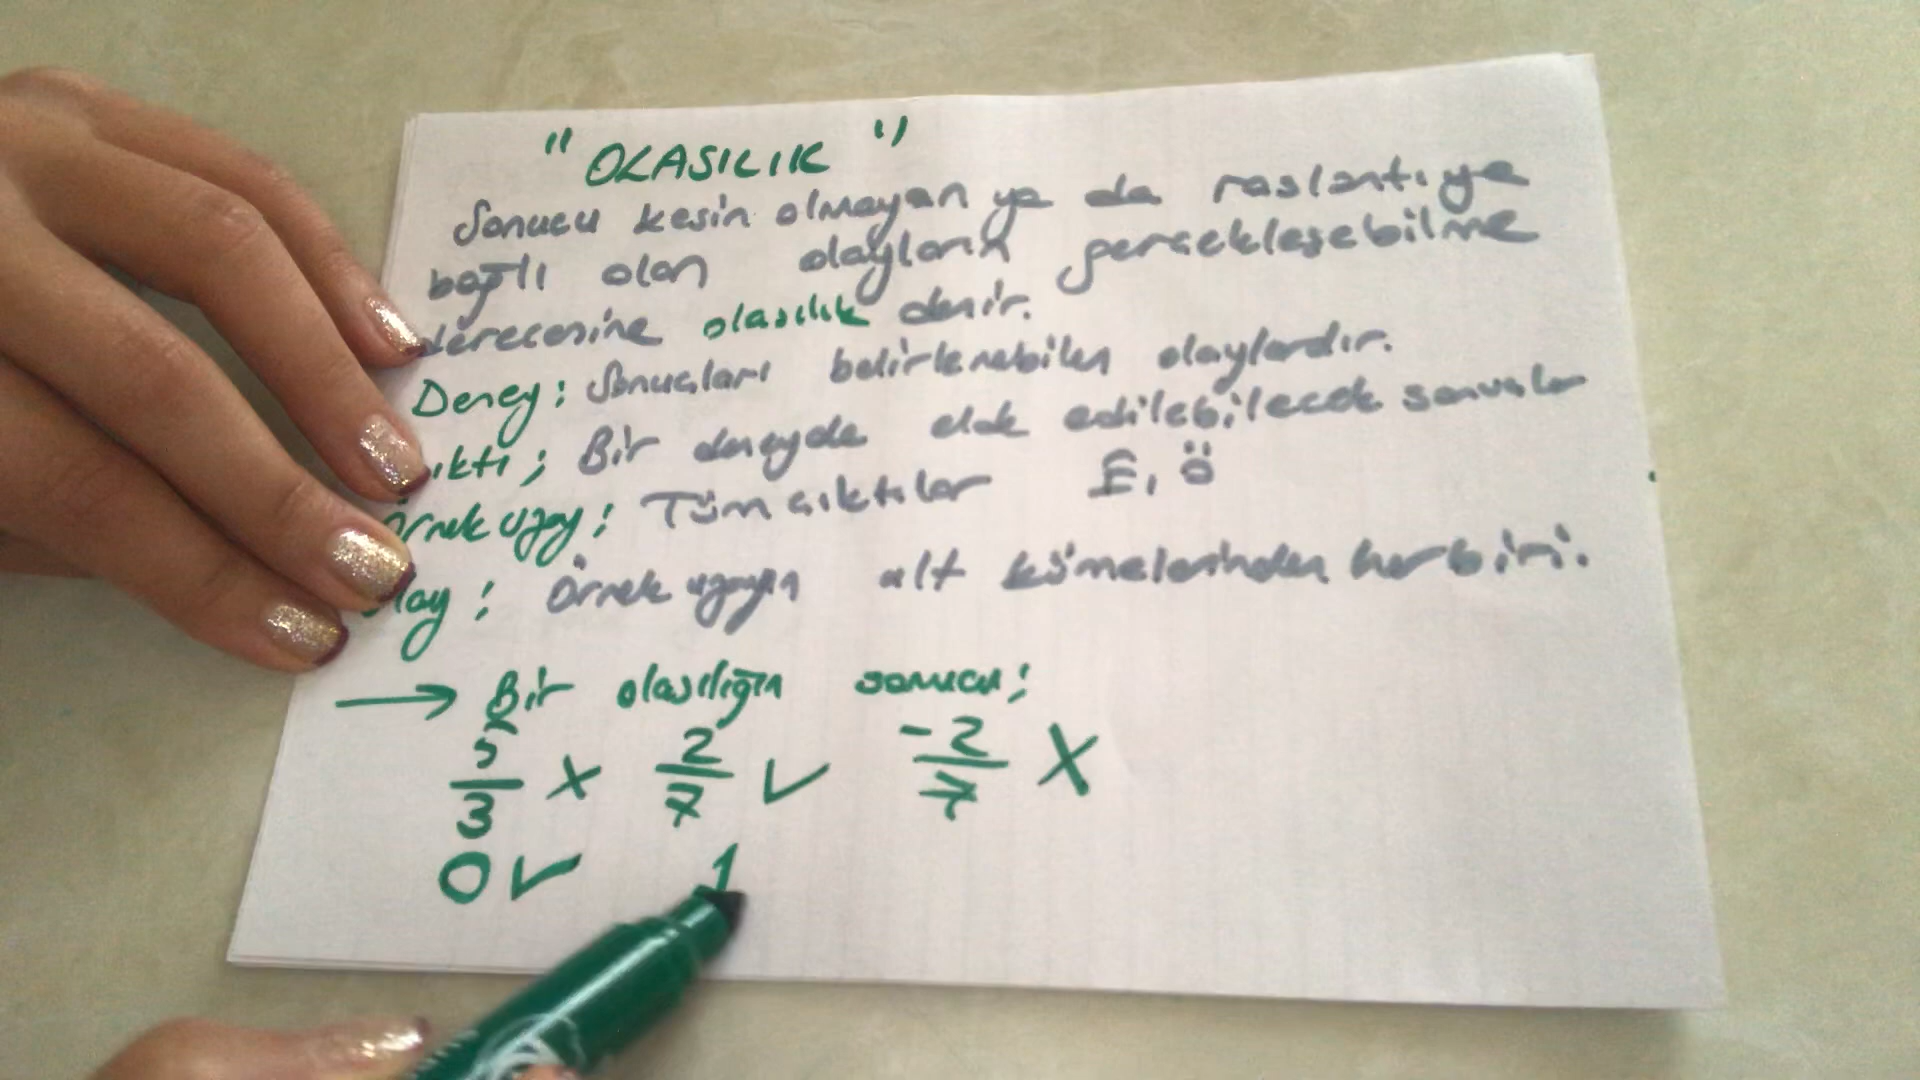 " OLASILIK "
Sonucu kesin olmayan ya da raslantıya
bağlı olan olayların gerçekleşebilme
derecesine olasılık denir.
Deney: Sonuçları belirlenebilen olaylardır.
ıktı; Bir deneyde elde edilebilecek sonuçlar
Örnek uzay: Tüm çıktılar E, Ö
lay: Örnek uzayın alt kümelerinden her biri.
→ Bir olasılığın sonucu;
5/3 X 2/7 ✓ -2/7 X
0 ✓ 1